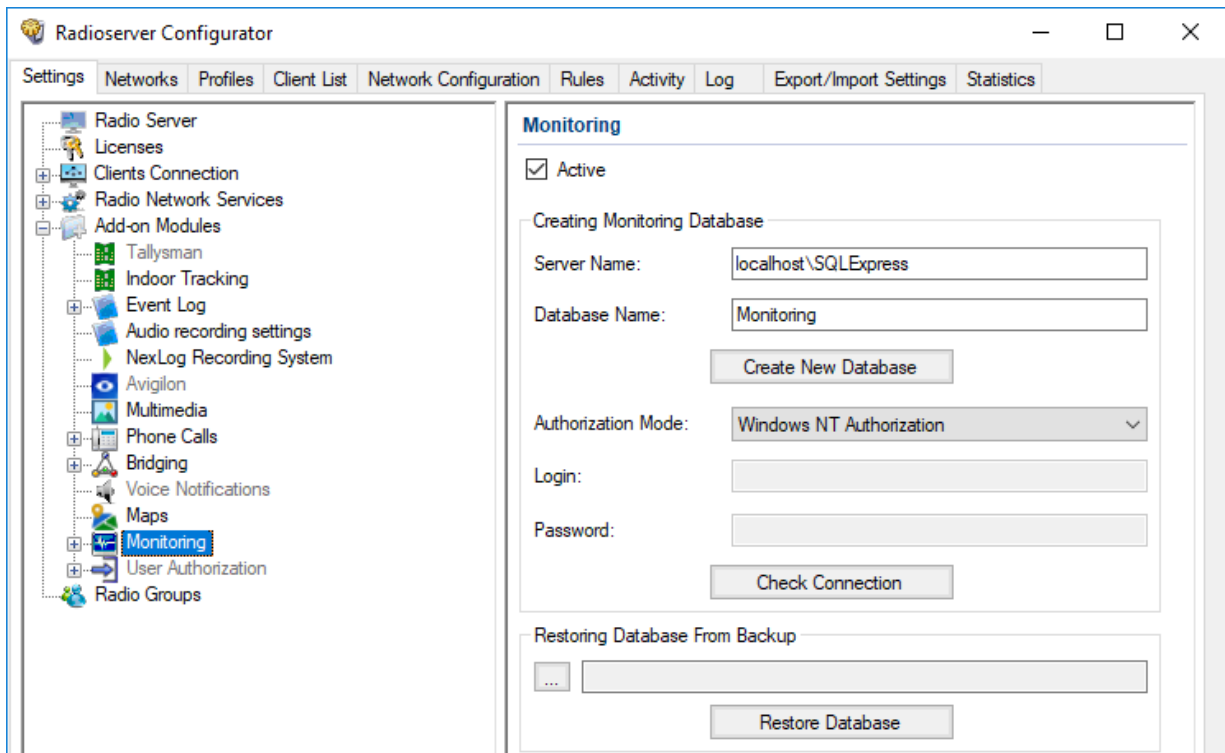 Radioserver Configurator
Settings Networks Profiles Client List Network Configuration Rules Activity Log Export/Import Settings Statistics
Radio Server
Licenses
Clients Connection
Radio Network Services
Add-on Modules
Tallysman
Indoor Tracking
Event Log
Audio recording settings
NexLog Recording System
Avigilon
Multimedia
Phone Calls
Bridging
Voice Notifications
Maps
Monitoring
User Authorization
Radio Groups
Monitoring
Active
Creating Monitoring Database
Server Name: localhost\SQLExpress
Database Name: Monitoring
Create New Database
Authorization Mode: Windows NT Authorization
Login:
Password:
Check Connection
Restoring Database From Backup
...
Restore Database